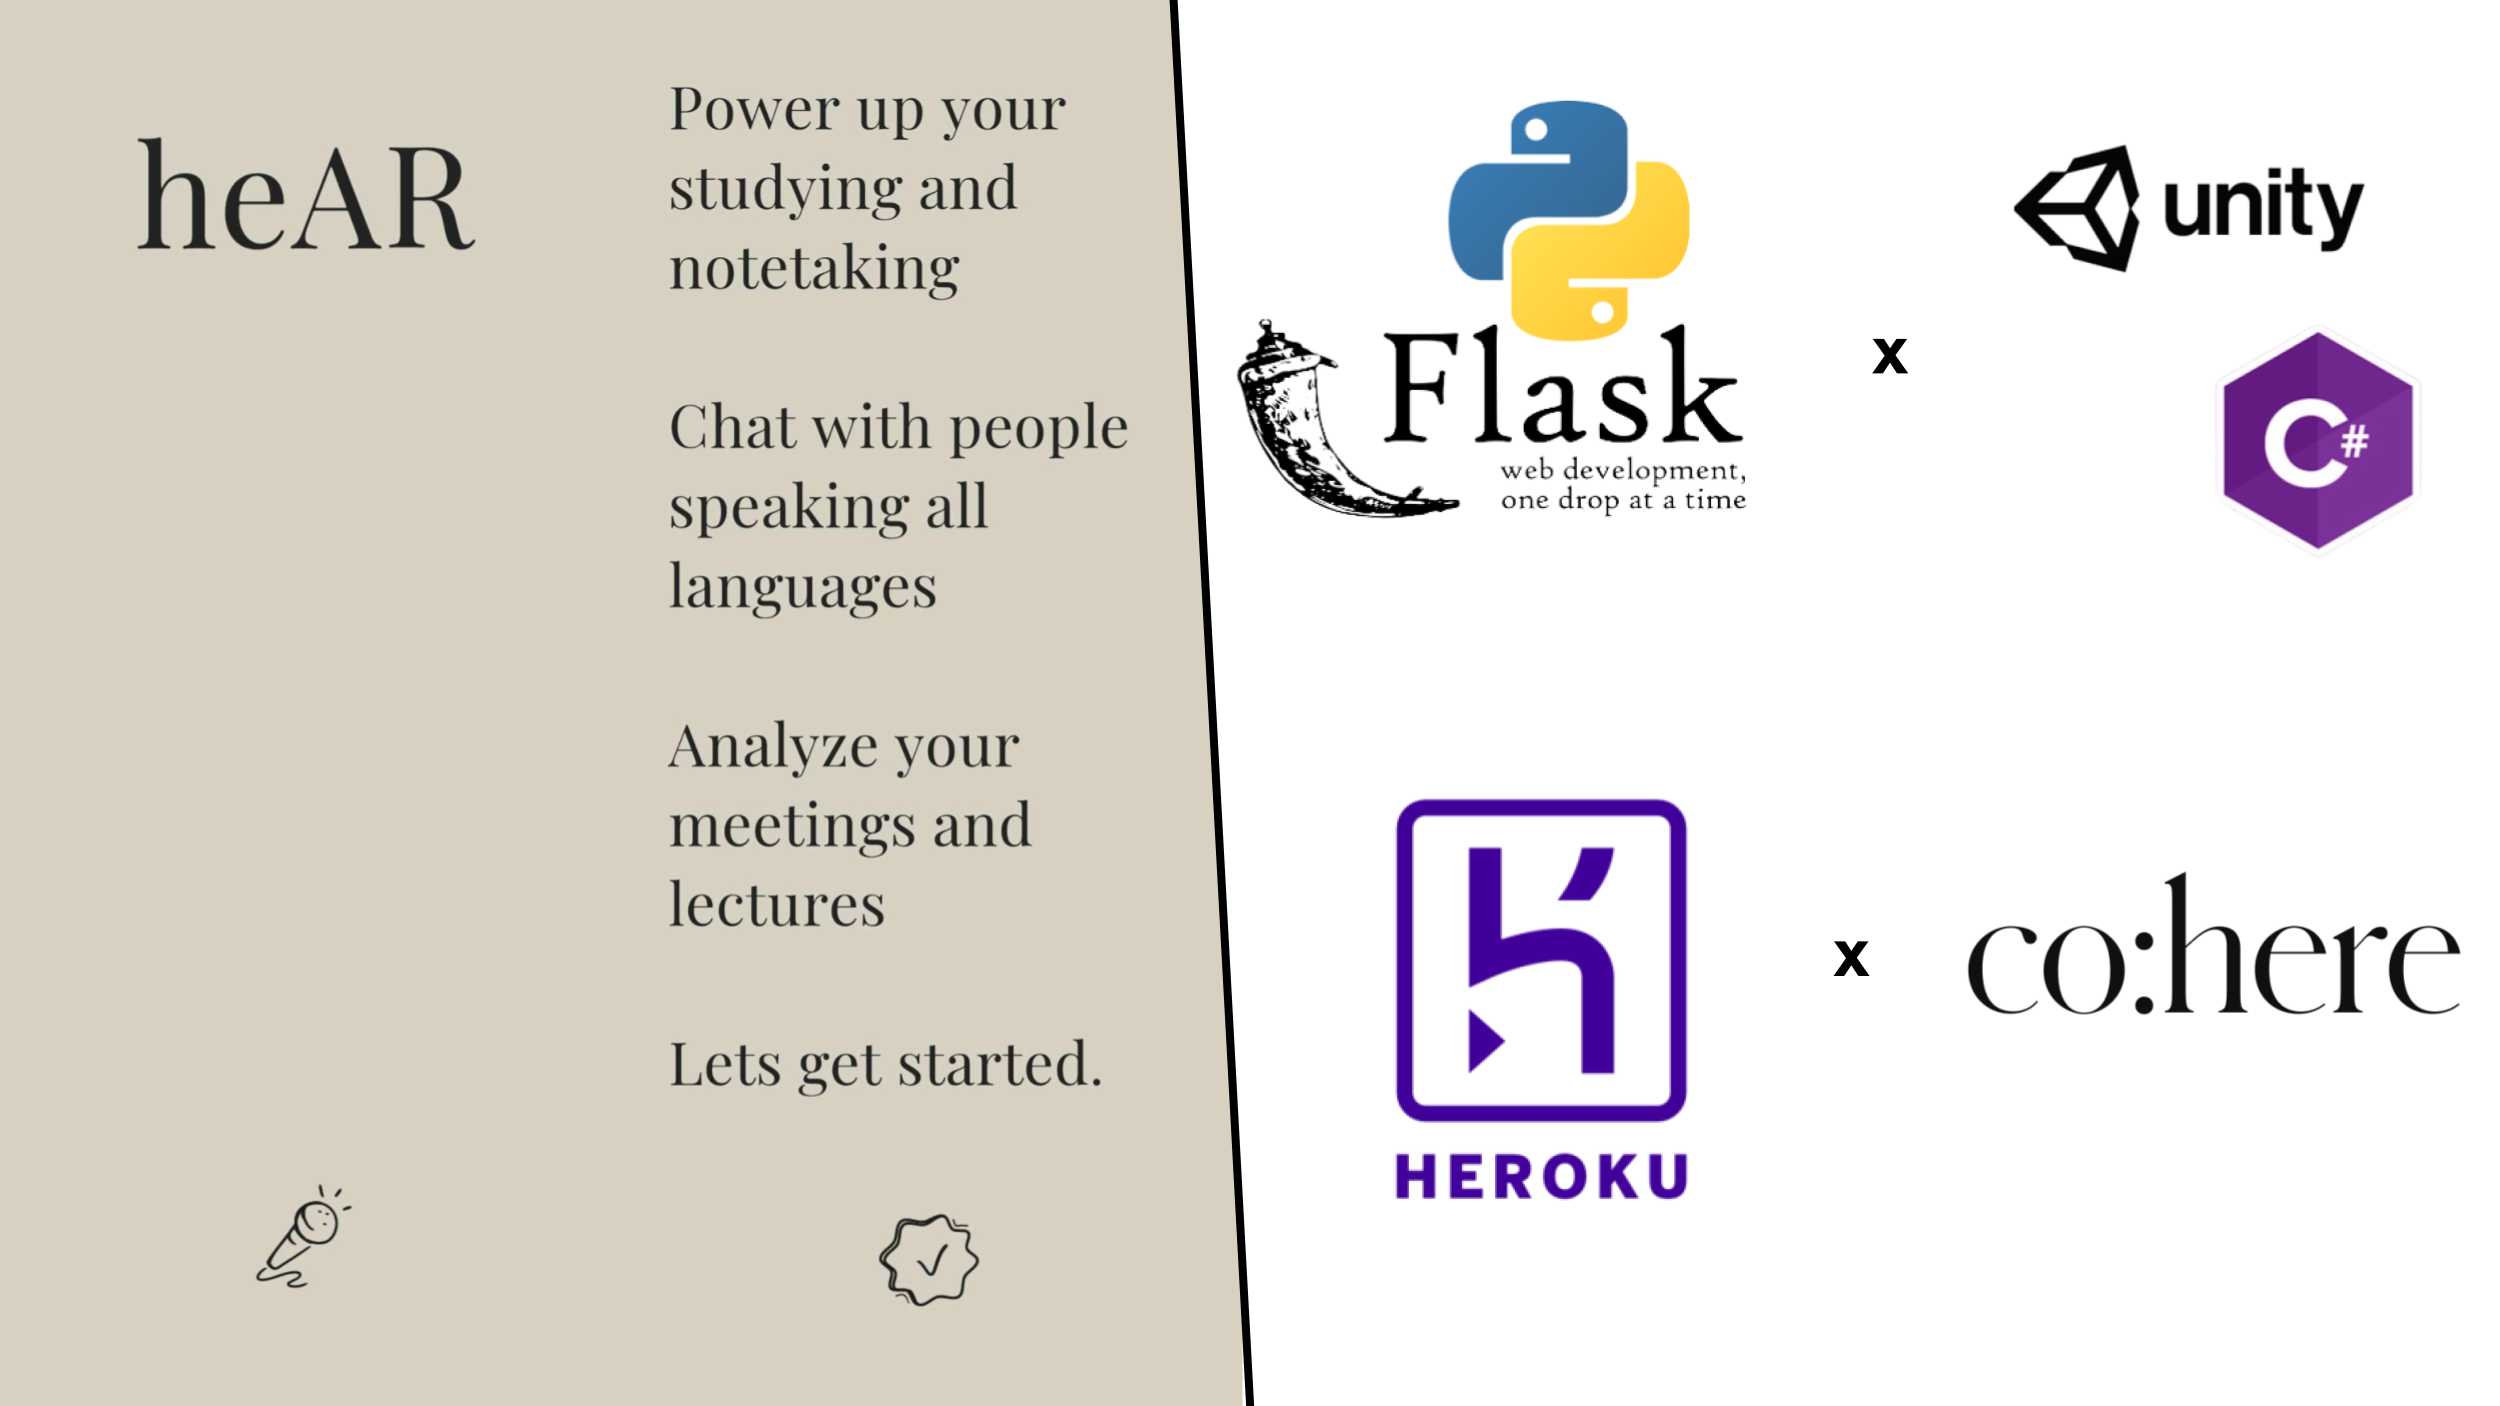 heAR
Power up your
studying and
notetaking
Chat with people
speaking all
languages
Analyze your
meetings and
lectures
Lets get started.
Flask
web development,
one drop at a time
x
unity
C#
HEROKU
x
co:here